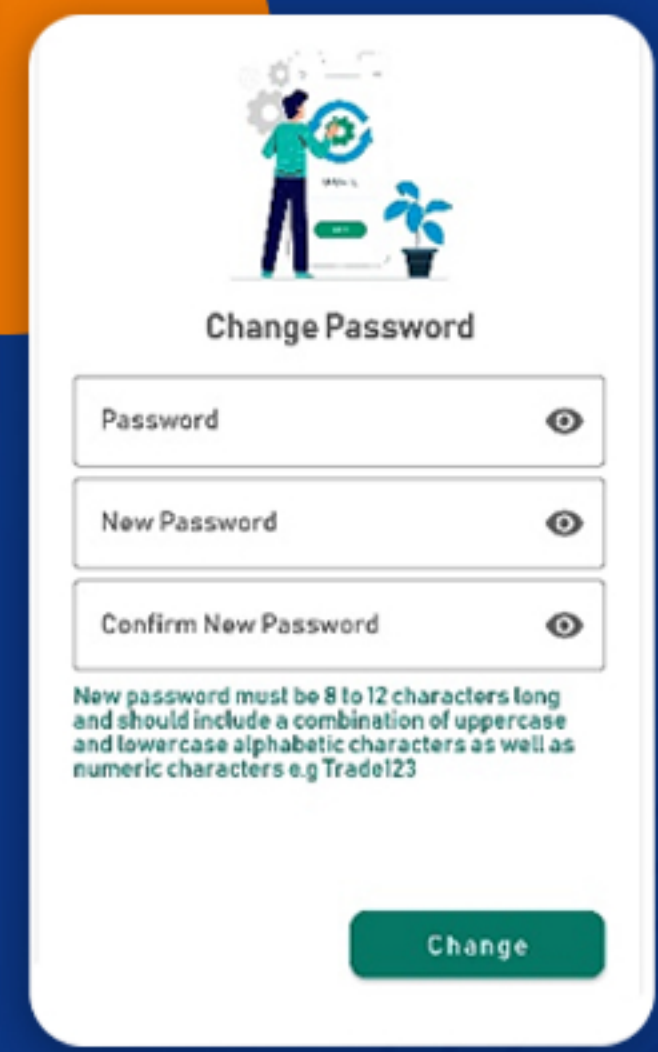 Change Password
Password
New Password
Confirm New Password
New password must be 8 to 12 characters long
and should include a combination of uppercase
and lowercase alphabetic characters as well as
numeric characters e.g Trade123
Change